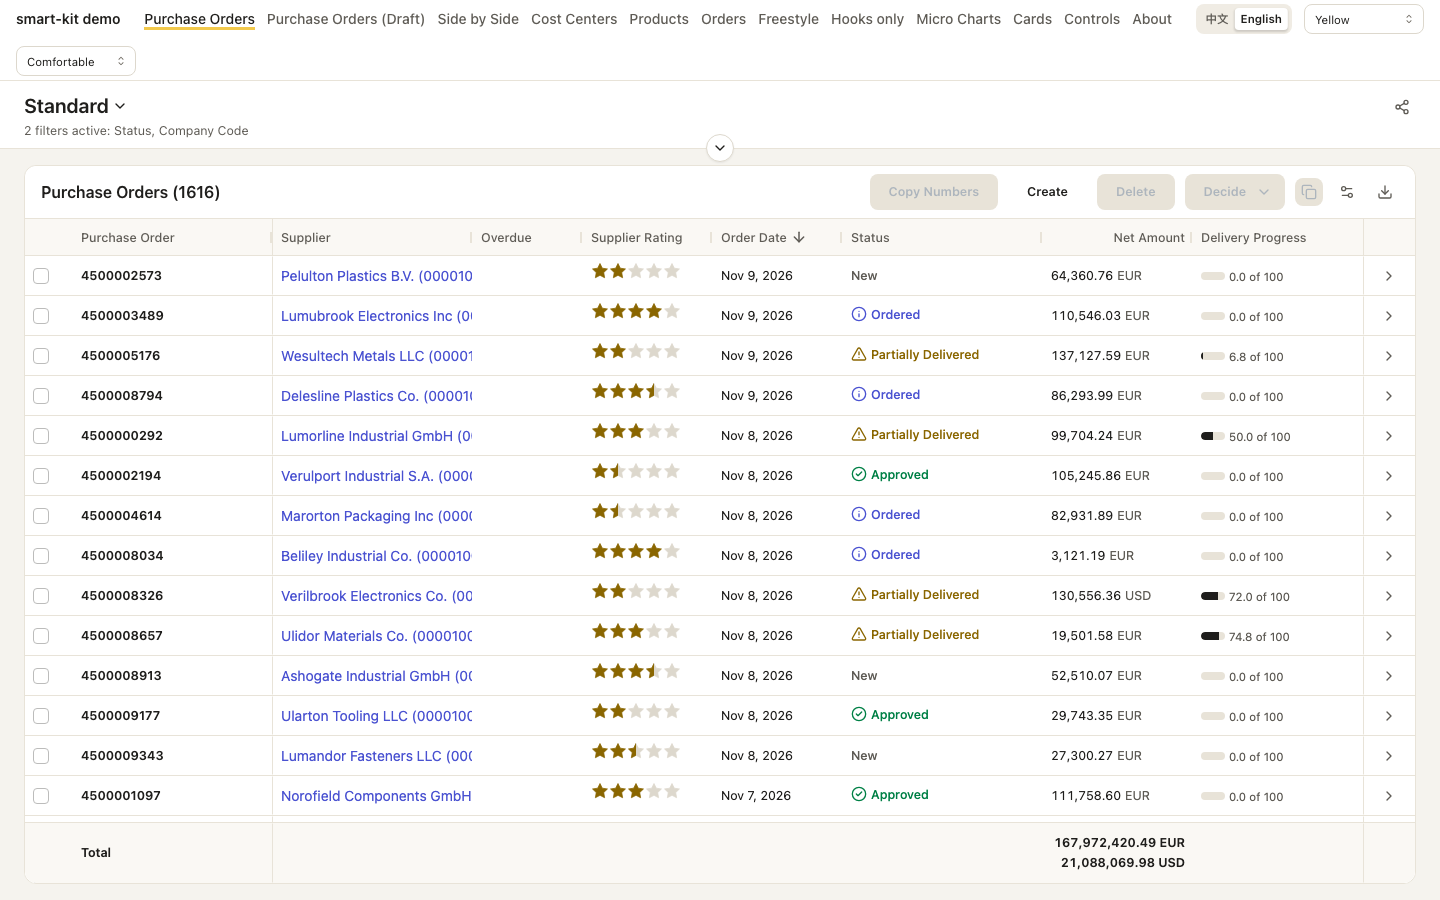 smart-kit demo Purchase Orders Purchase Orders (Draft) Side by Side Cost Centers Products Orders Freestyle Hooks only Micro Charts Cards Controls About 中文 English Yellow
Comfortable
Standard
2 filters active: Status, Company Code
Purchase Orders (1616) Copy Numbers Create Delete Decide
Purchase Order Supplier Overdue Supplier Rating Order Date Status Net Amount Delivery Progress
4500002573 Pelulton Plastics B.V. (000010 Nov 9, 2026 New 64,360.76 EUR 0.0 of 100
4500003489 Lumubrook Electronics Inc (0 Nov 9, 2026 Ordered 110,546.03 EUR 0.0 of 100
4500005176 Wesultech Metals LLC (00001 Nov 9, 2026 Partially Delivered 137,127.59 EUR 6.8 of 100
4500008794 Delesline Plastics Co. (00001 Nov 9, 2026 Ordered 86,293.99 EUR 0.0 of 100
4500000292 Lumorline Industrial GmbH (0 Nov 8, 2026 Partially Delivered 99,704.24 EUR 50.0 of 100
4500002194 Verulport Industrial S.A. (000 Nov 8, 2026 Approved 105,245.86 EUR 0.0 of 100
4500004614 Marorton Packaging Inc (000 Nov 8, 2026 Ordered 82,931.89 EUR 0.0 of 100
4500008034 Beliley Industrial Co. (000010 Nov 8, 2026 Ordered 3,121.19 EUR 0.0 of 100
4500008326 Verilbrook Electronics Co. (00 Nov 8, 2026 Partially Delivered 130,556.36 USD 72.0 of 100
4500008657 Ulidor Materials Co. (0000100 Nov 8, 2026 Partially Delivered 19,501.58 EUR 74.8 of 100
4500008913 Ashogate Industrial GmbH (00 Nov 8, 2026 New 52,510.07 EUR 0.0 of 100
4500009177 Ularton Tooling LLC (0000100 Nov 8, 2026 Approved 29,743.35 EUR 0.0 of 100
4500009343 Lumandor Fasteners LLC (000 Nov 8, 2026 New 27,300.27 EUR 0.0 of 100
4500001097 Norofield Components GmbH Nov 7, 2026 Approved 111,758.60 EUR 0.0 of 100
Total 167,972,420.49 EUR
21,088,069.98 USD